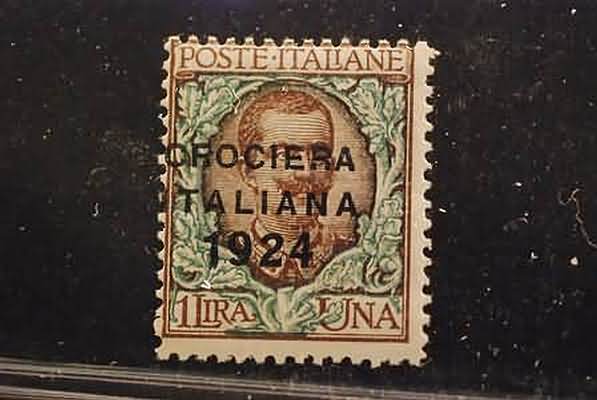 POSTE·ITALIANE
CROCIERA
TALIANA
1924
1 LIRA. UNA